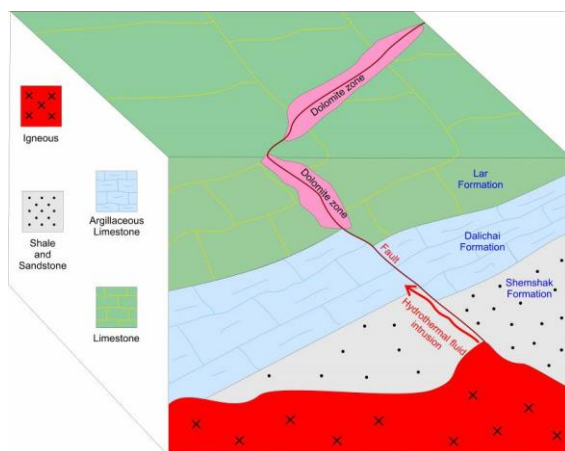 Dolomite zone
Igneous
Dolomite zone
Lar
Formation
Argillaceous
Limestone
Shale
and
Sandstone
Fault
Dalichai
Formation
Shemshak
Formation
Hydrothermal fluid
intrusion
Limestone